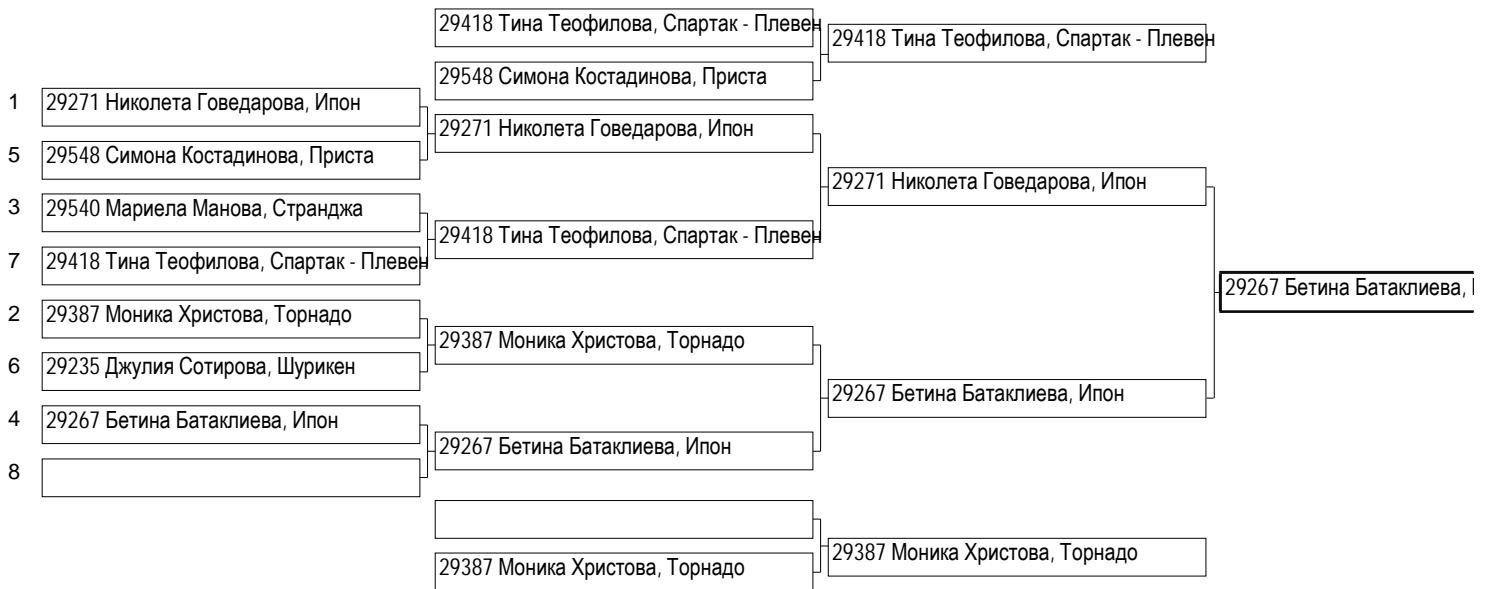 29418 Тина Теофилова, Спартак - Плевен
29418 Тина Теофилова, Спартак - Плевен
29548 Симона Костадинова, Приста
1 29271 Николета Говедарова, Ипон
29271 Николета Говедарова, Ипон
5 29548 Симона Костадинова, Приста
29271 Николета Говедарова, Ипон
3 29540 Мариела Манова, Странджа
29418 Тина Теофилова, Спартак - Плевен
7 29418 Тина Теофилова, Спартак - Плевен
29267 Бетина Батаклиева,
2 29387 Моника Христова, Торнадо
29387 Моника Христова, Торнадо
6 29235 Джулия Сотирова, Шурикен
29267 Бетина Батаклиева, Ипон
4 29267 Бетина Батаклиева, Ипон
29267 Бетина Батаклиева, Ипон
8
29387 Моника Христова, Торнадо
29387 Моника Христова, Торнадо